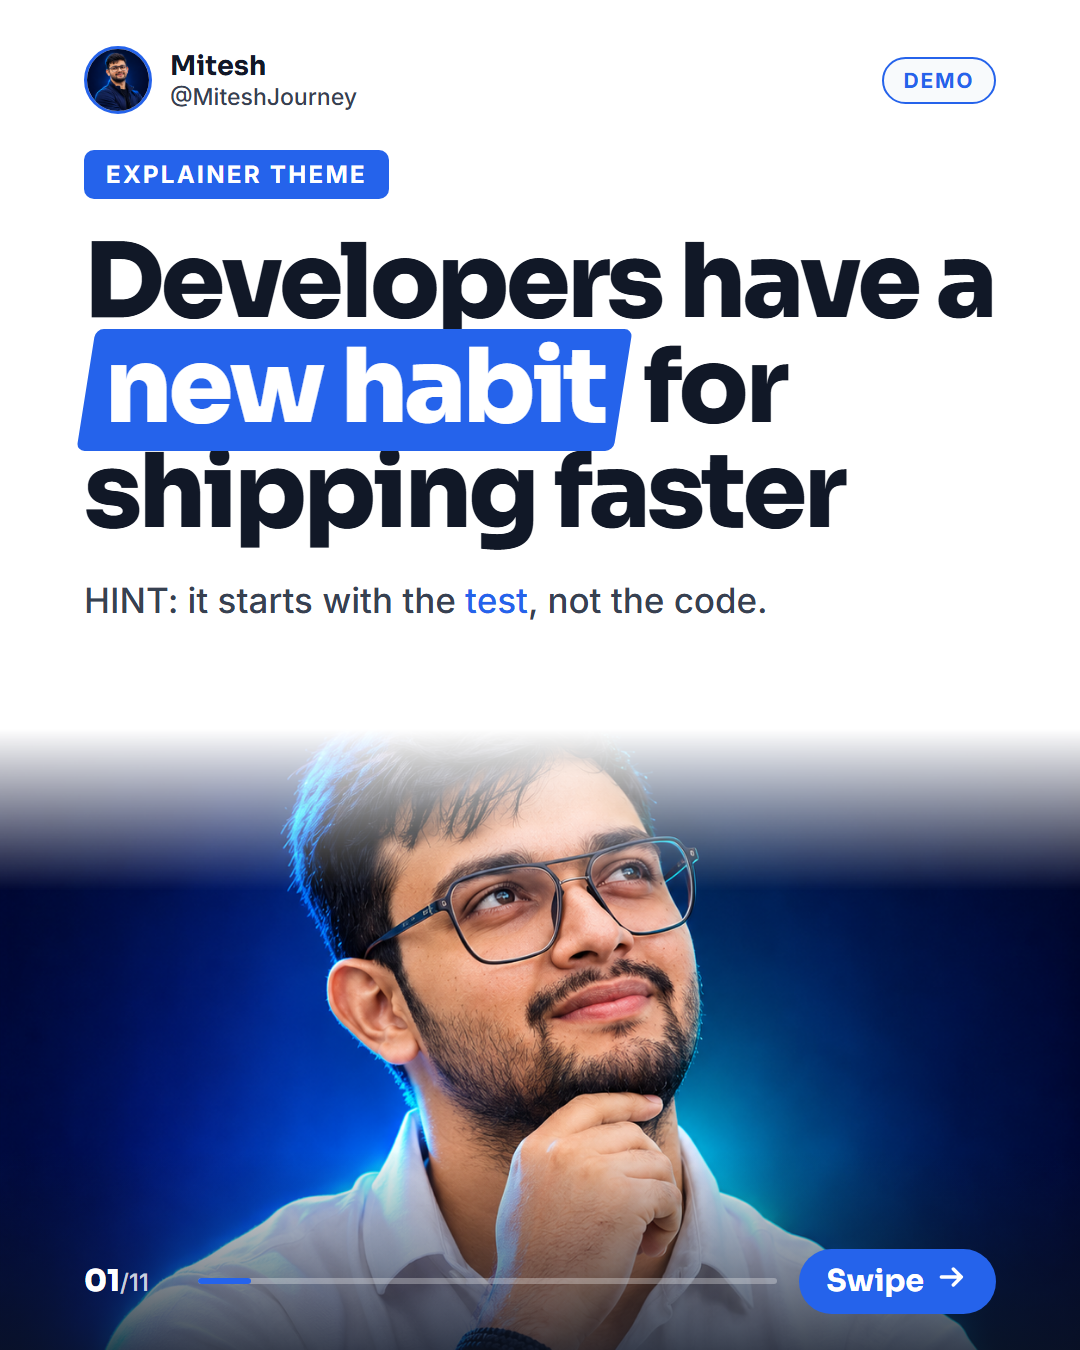 Mitesh
@MiteshJourney
DEMO
EXPLAINER THEME
Developers have a
new habit for
shipping faster
HINT: it starts with the test, not the code.
01/11
Swipe →